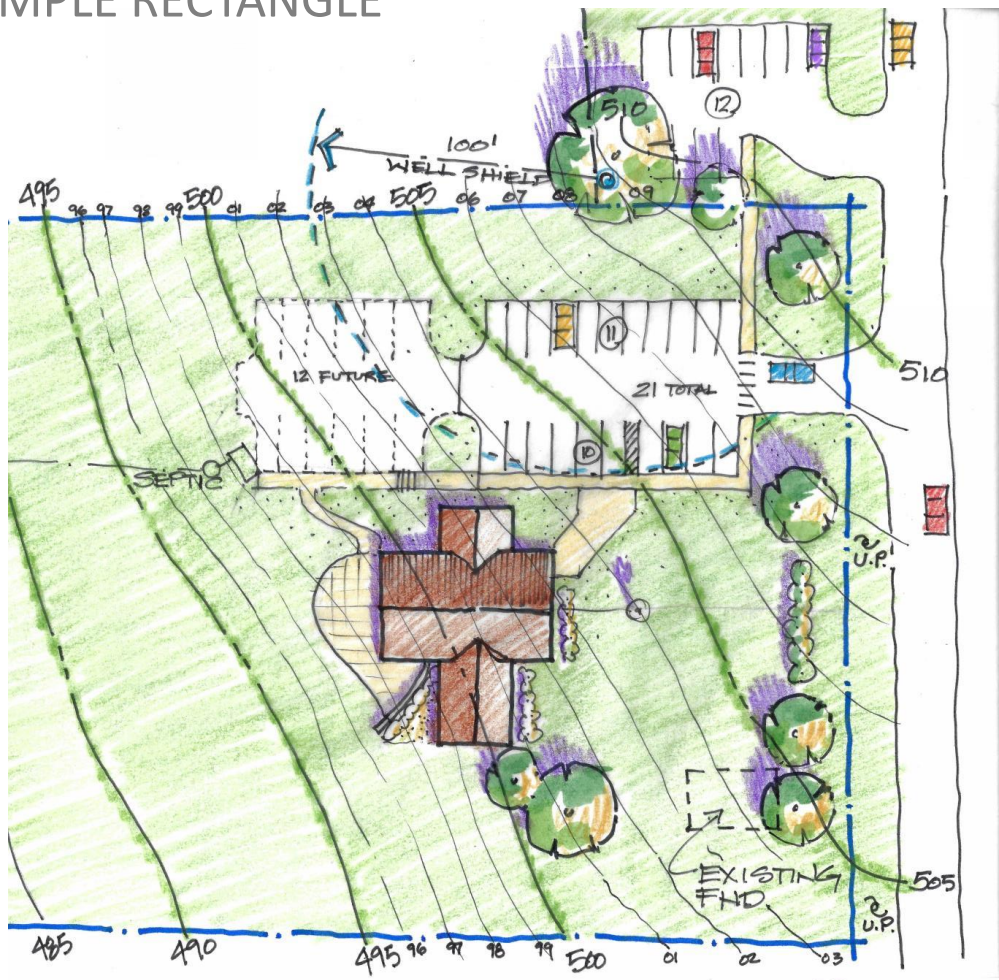 MPLE RECTANGLE
510
12
100'
WELL SHIELD
495 96 97 98 99 500 01 02 03 04 505 06 07 08 09
11
12 FUTURE
21 TOTAL
510
10
SEPTIC
U.P.
EXISTING
FND.
505
U.P.
485 490 495 96 97 98 99 500 01 02 03